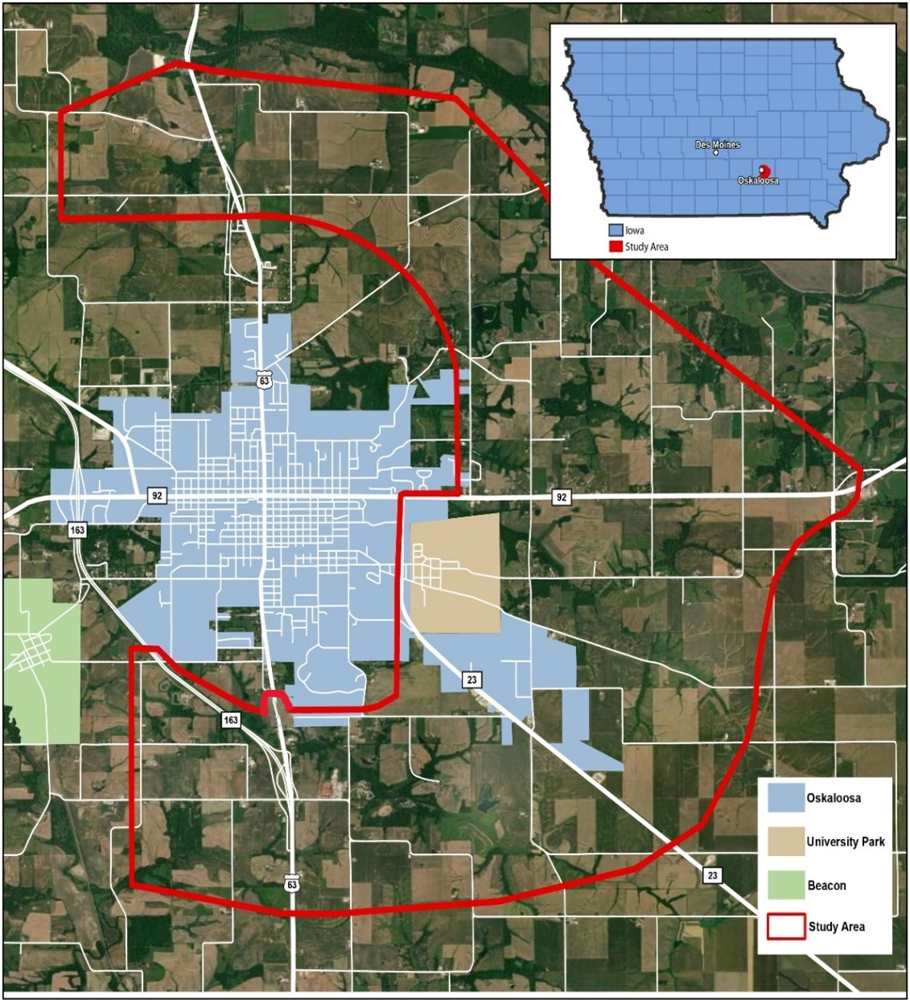 Des Moines
Oskaloosa
Iowa
Study Area
63
92
92
163
23
163
63
23
Oskaloosa
University Park
Beacon
Study Area